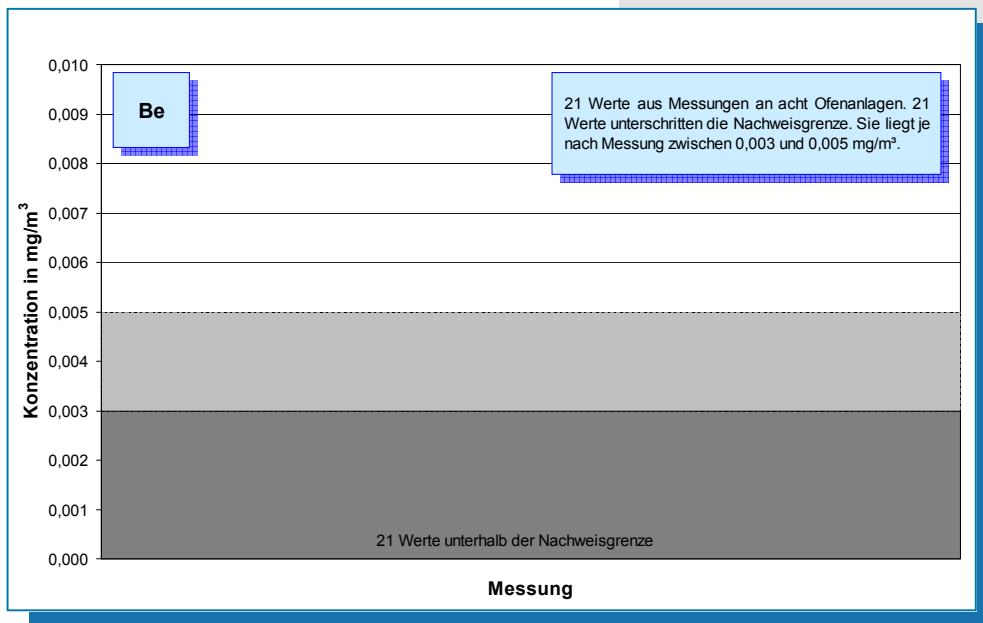 0,010
Be
21 Werte aus Messungen an acht Ofenanlagen. 21
Werte unterschritten die Nachweisgrenze. Sie liegt je
nach Messung zwischen 0,003 und 0,005 mg/m³.
0,009
0,008
0,007
0,006
0,005
0,004
0,003
0,002
0,001
0,000
Konzentration in mg/m³
21 Werte unterhalb der Nachweisgrenze
Messung